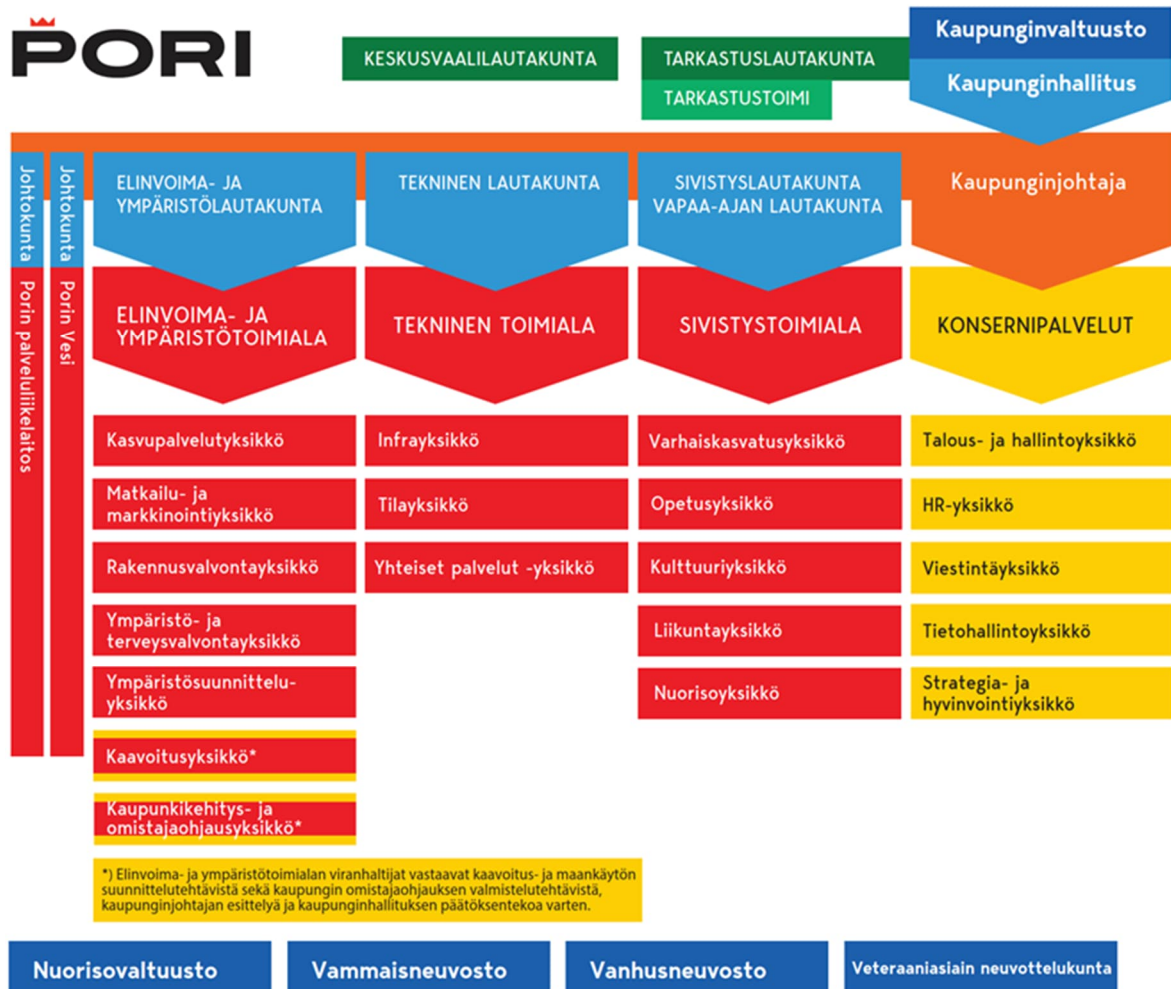 PORI
KESKUSVAALILAUTAKUNTA
TARKASTUSLAUTAKUNTA
TARKASTUSTOIMI
Kaupunginvaltuusto
Kaupunginhallitus
Kaupunginjohtaja
Johtokunta
Porin palveluliikelaitos
Johtokunta
Porin Vesi
ELINVOIMA- JA
YMPÄRISTÖLAUTAKUNTA
TEKNINEN LAUTAKUNTA
SIVISTYSLAUTAKUNTA
VAPAA-AJAN LAUTAKUNTA
ELINVOIMA- JA
YMPÄRISTÖTOIMIALA
TEKNINEN TOIMIALA
SIVISTYSTOIMIALA
KONSERNIPALVELUT
Kasvupalvelutyksikkö
Matkailu- ja
markkinointiyksikkö
Rakennusvalvontayksikkö
Ympäristö- ja
terveysvalvontayksikkö
Ympäristösuunnittelu-
yksikkö
Kaavoitusyksikkö*
Kaupunkikehitys- ja
omistajaohjausyksikkö*
Infrayksikkö
Tilayksikkö
Yhteiset palvelut -yksikkö
Varhaiskasvatusyksikkö
Opetusyksikkö
Kulttuuriyksikkö
Liikuntayksikkö
Nuorisoyksikkö
Talous- ja hallintoyksikkö
HR-yksikkö
Viestintäyksikkö
Tietohallintoyksikkö
Strategia- ja
hyvinvointiyksikkö
*) Elinvoima- ja ympäristötoimialan viranhaltijat vastaavat kaavoitus- ja maankäytön
suunnittelutehtävistä sekä kaupungin omistajaohjauksen valmistelutehtävistä,
kaupunginjohtajan esittelyä ja kaupunginhallituksen päätöksentekoa varten.
Nuorisovaltuusto
Vammaisneuvosto
Vanhusneuvosto
Veteraaniasiain neuvottelukunta